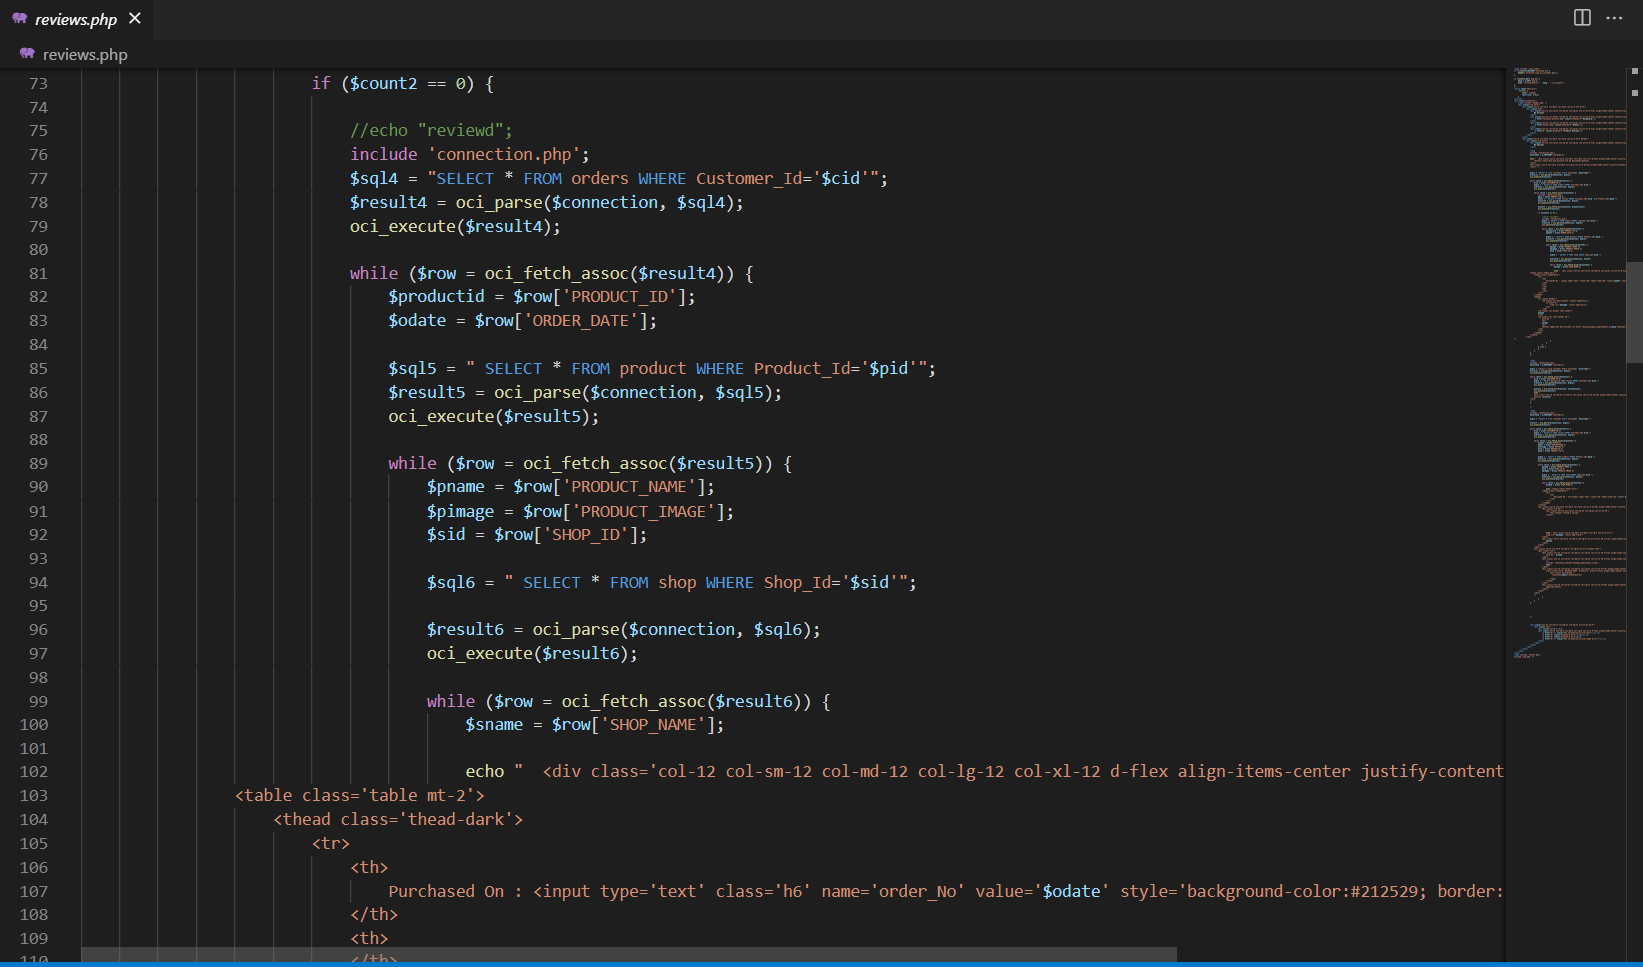 reviews.php
reviews.php
73 if ($count2 == 0) {
74
75 //echo "reviewd";
76 include 'connection.php';
77 $sql4 = "SELECT * FROM orders WHERE Customer_Id='$cid'";
78 $result4 = oci_parse($connection, $sql4);
79 oci_execute($result4);
80
81 while ($row = oci_fetch_assoc($result4)) {
82 $productid = $row['PRODUCT_ID'];
83 $odate = $row['ORDER_DATE'];
84
85 $sql5 = " SELECT * FROM product WHERE Product_Id='$pid'";
86 $result5 = oci_parse($connection, $sql5);
87 oci_execute($result5);
88
89 while ($row = oci_fetch_assoc($result5)) {
90 $pname = $row['PRODUCT_NAME'];
91 $pimage = $row['PRODUCT_IMAGE'];
92 $sid = $row['SHOP_ID'];
93
94 $sql6 = " SELECT * FROM shop WHERE Shop_Id='$sid'";
95
96 $result6 = oci_parse($connection, $sql6);
97 oci_execute($result6);
98
99 while ($row = oci_fetch_assoc($result6)) {
100 $sname = $row['SHOP_NAME'];
101
102 echo "  <div class='col-12 col-sm-12 col-md-12 col-lg-12 col-xl-12 d-flex align-items-center justify-content
103 <table class='table mt-2'>
104 <thead class='thead-dark'>
105 <tr>
106 <th>
107 Purchased On : <input type='text' class='h6' name='order_No' value='$odate' style='background-color:#212529; border:
108 </th>
109 <th>
110 </th>